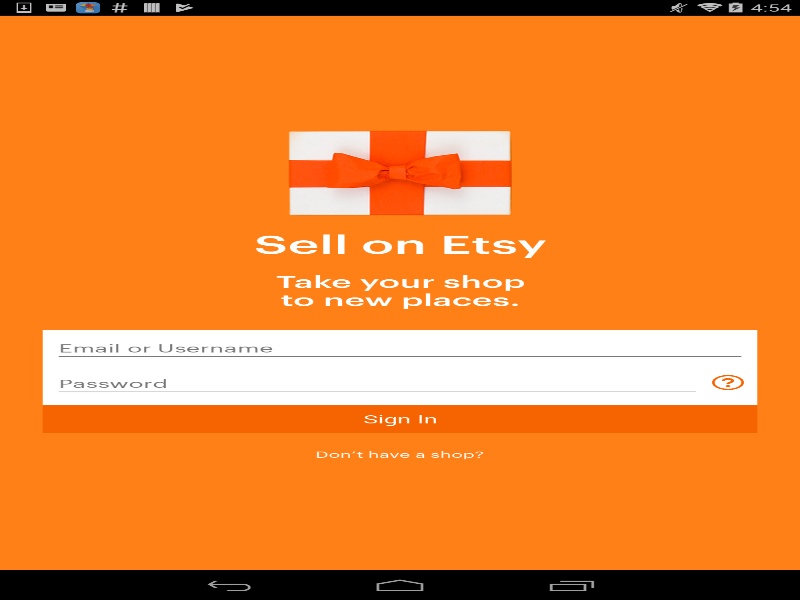 4:54
Sell on Etsy
Take your shop
to new places.
Email or Username
Password
?
Sign In
Don't have a shop?